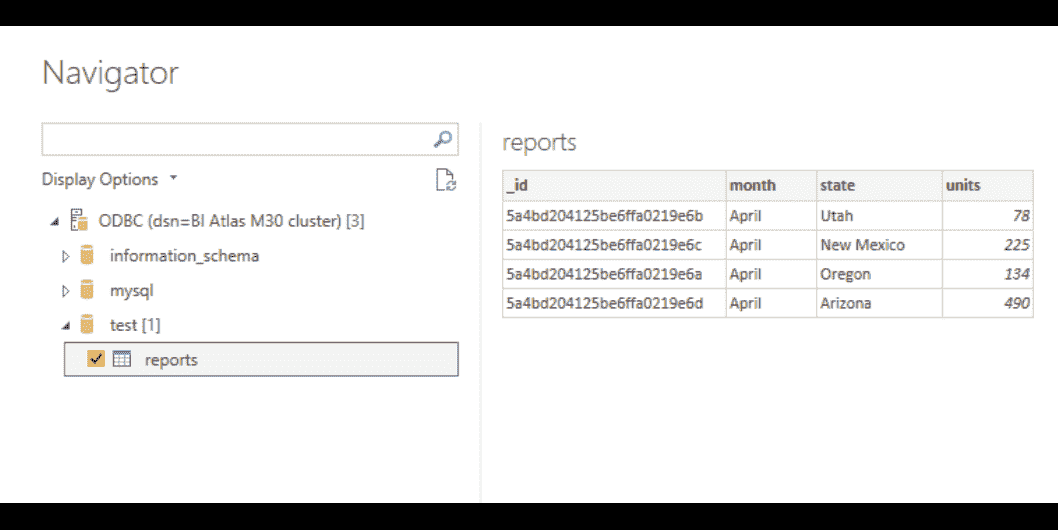 Navigator
Display Options
ODBC (dsn=BI Atlas M30 cluster) [3]
information_schema
mysql
test [1]
reports
reports
_id month state units
5a4bd204125be6ffa0219e6b April Utah 78
5a4bd204125be6ffa0219e6c April New Mexico 225
5a4bd204125be6ffa0219e6a April Oregon 134
5a4bd204125be6ffa0219e6d April Arizona 490